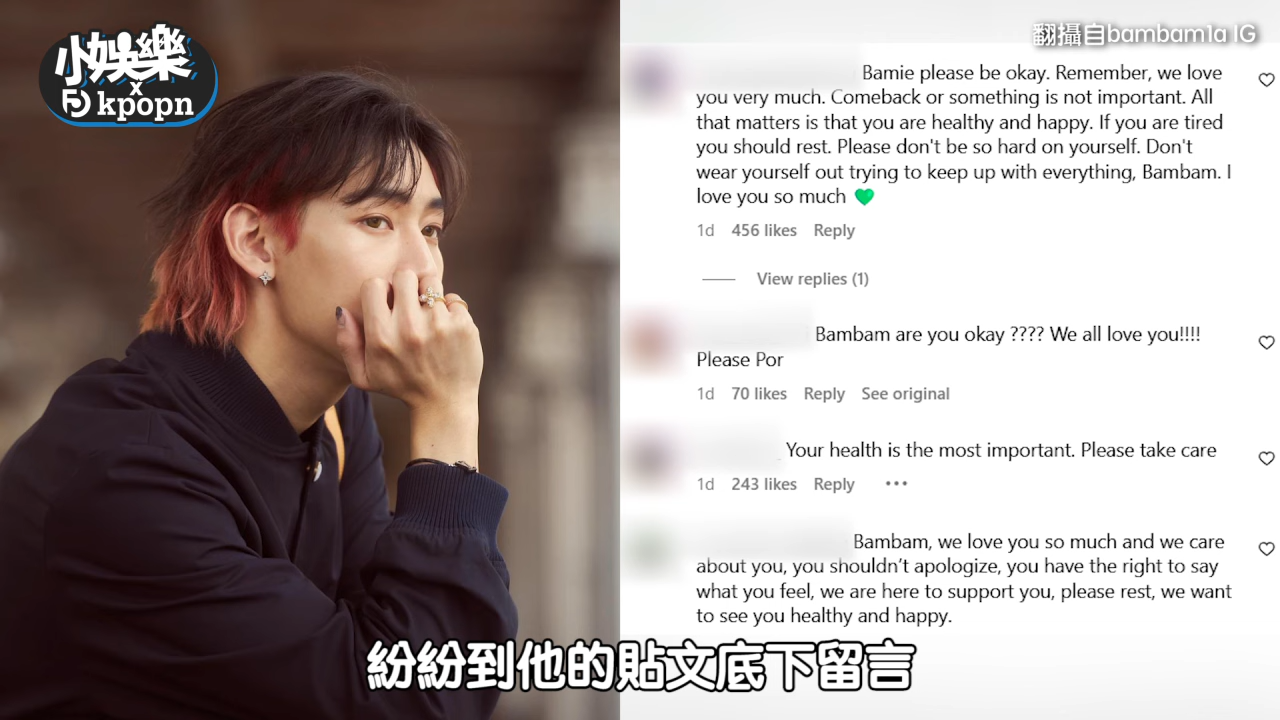 小娛樂
x
kpopn
翻攝自bambam1a IG
Bamie please be okay. Remember, we love
you very much. Comeback or something is not important. All
that matters is that you are healthy and happy. If you are tired
you should rest. Please don't be so hard on yourself. Don't
wear yourself out trying to keep up with everything, Bambam. I
love you so much 💚
1d 456 likes Reply
View replies (1)
Bambam are you okay ???? We all love you!!!!
Please Por
1d 70 likes Reply See original
Your health is the most important. Please take care
1d 243 likes Reply •••
Bambam, we love you so much and we care
about you, you shouldn’t apologize, you have the right to say
what you feel, we are here to support you, please rest, we want
to see you healthy and happy.
紛紛到他的貼文底下留言